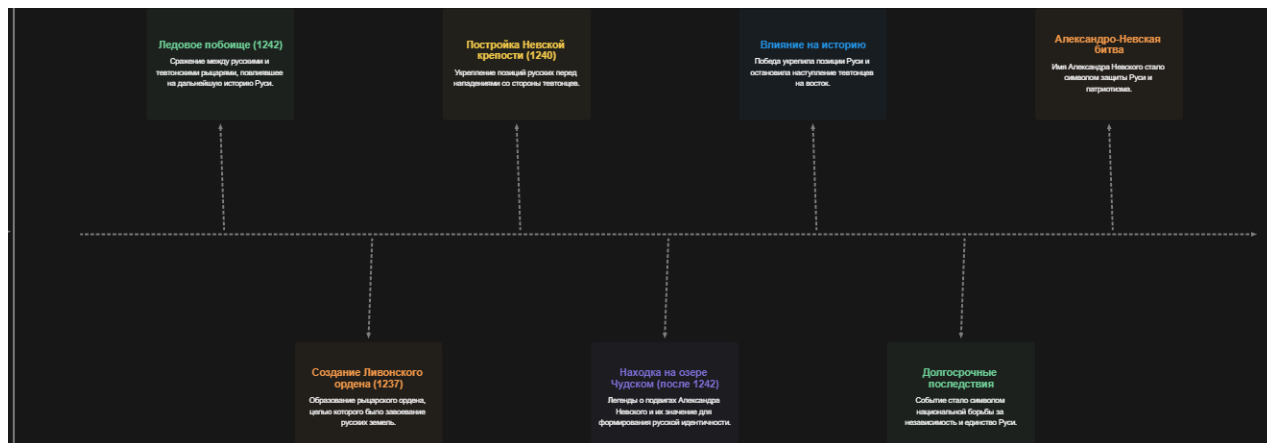 Ледовое побоище (1242)
Сражение между русскими и
тевтонскими рыцарями, повлиявшее
на дальнейшую историю Руси.
Постройка Невской
крепости (1240)
Укрепление позиций русских перед
нападениями со стороны тевтонцев.
Влияние на историю
Победа укрепила позиции Руси и
остановила наступление тевтонцев
на восток.
Александро-Невская
битва
Имя Александра Невского стало
символом защиты Руси и
патриотизма.
Создание Ливонского
ордена (1237)
Образование рыцарского ордена,
целью которого было завоевание
русских земель.
Находка на озере
Чудском (после 1242)
Легенды о подвигах Александра
Невского и их значение для
формирования русской идентичности.
Долгосрочные
последствия
Событие стало символом
национальной борьбы за
независимость и единство Руси.